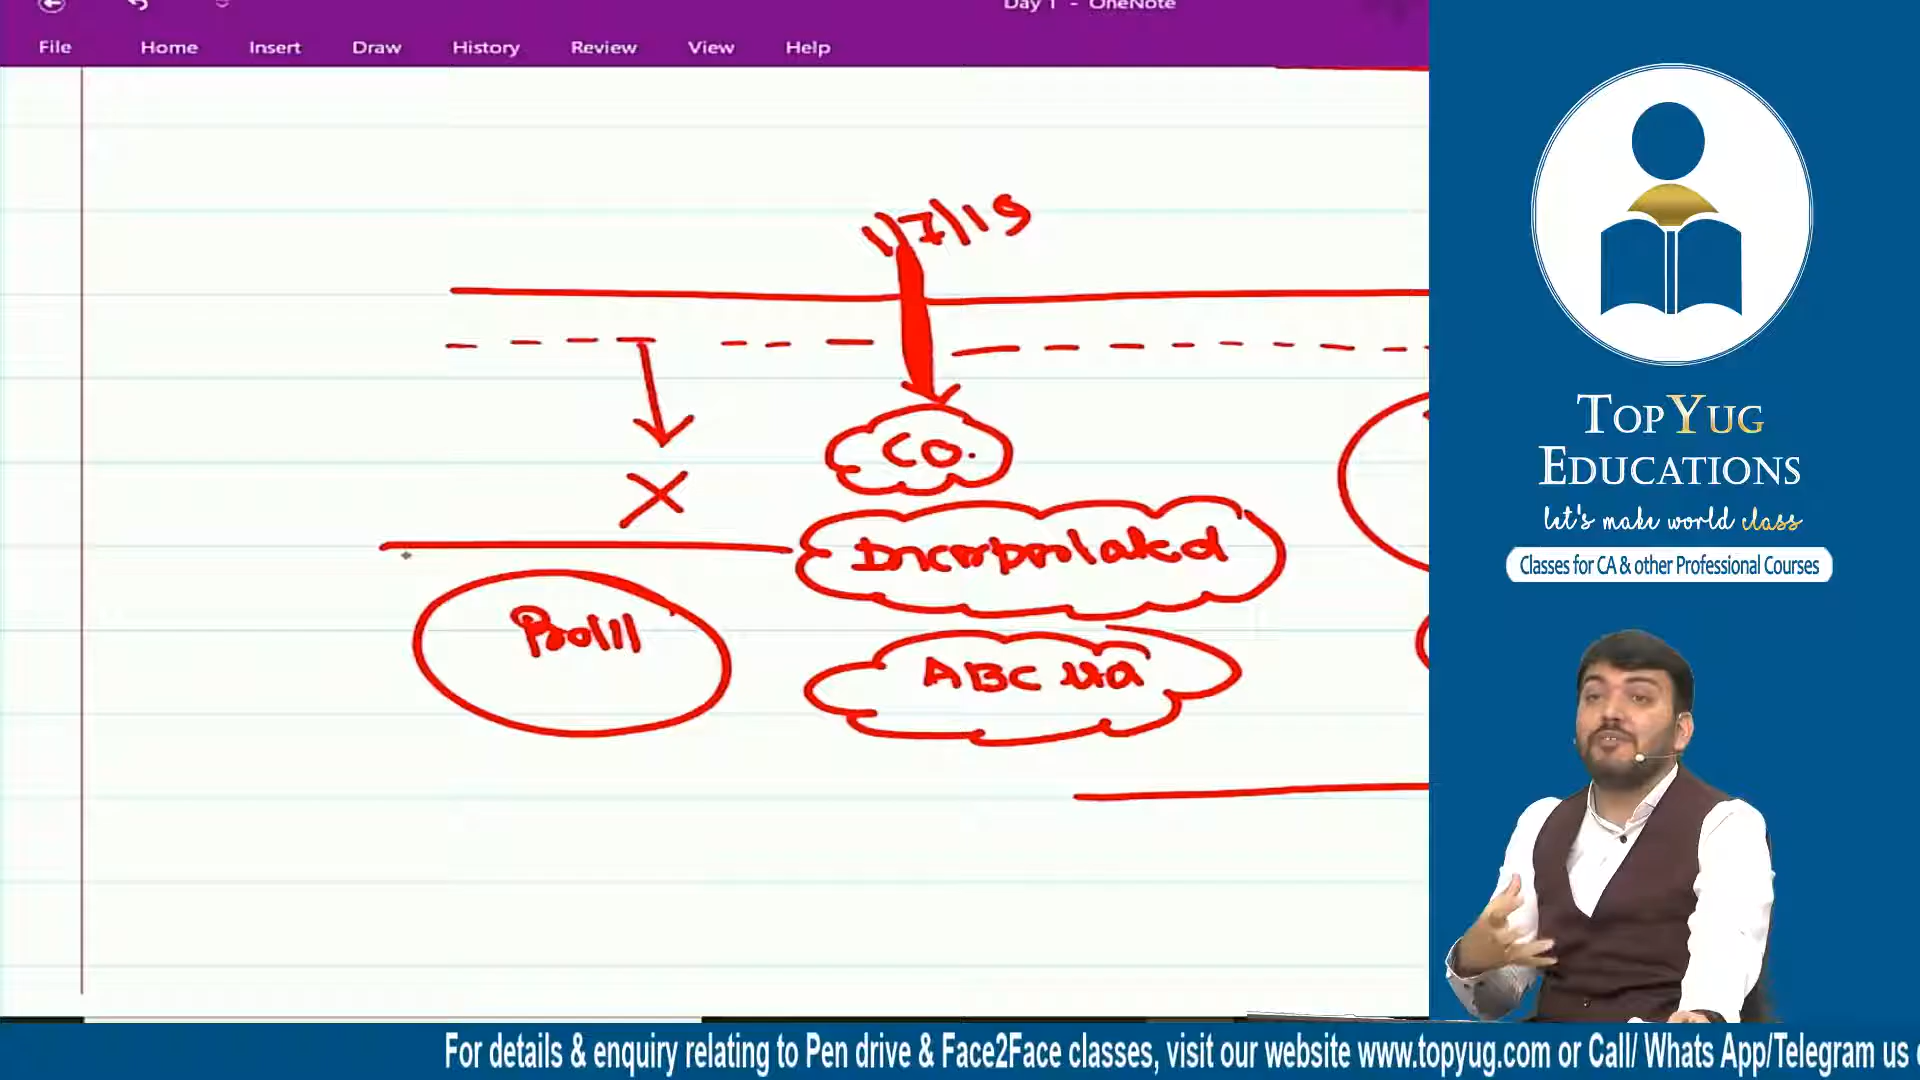 Day 1 - OneNote
File Home Insert Draw History Review View Help
1/7/19
CO.
Incorporated
ABC Ltd
TOPYUG
EDUCATIONS
let's make world class
Classes for CA & other Professional Courses
For details & enquiry relating to Pen drive & Face2Face classes, visit our website www.topyug.com or Call/ Whats App/Telegram us